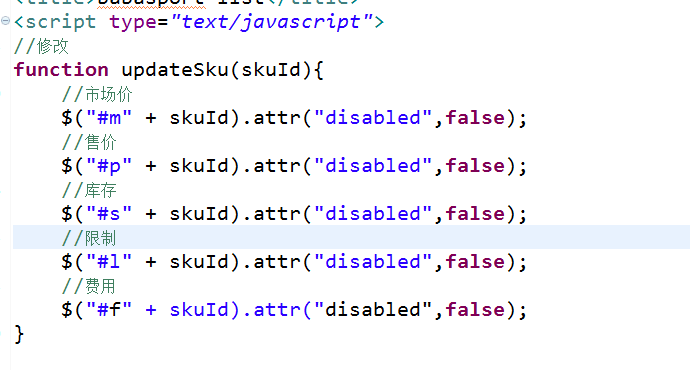 <script type="text/javascript">
//修改
function updateSku(skuId){
    //市场价
    $("#m" + skuId).attr("disabled",false);
    //售价
    $("#p" + skuId).attr("disabled",false);
    //库存
    $("#s" + skuId).attr("disabled",false);
    //限制
    $("#l" + skuId).attr("disabled",false);
    //费用
    $("#f" + skuId).attr("disabled",false);
}